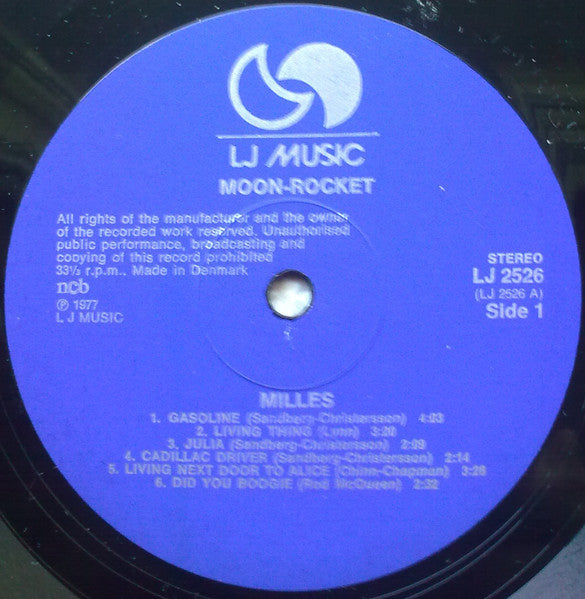 LJ MUSIC
MOON-ROCKET
All rights of the manufacturer and the owner
of the recorded work reserved. Unauthorised
public performance, broadcasting and
copying of this record prohibited
33⅓ r.p.m.. Made in Denmark
ncb
℗ 1977
L J MUSIC
STEREO
LJ 2526
(LJ 2526 A)
Side 1
MILLES
1. GASOLINE (Sandberg-Christersson) 4:03
2. LIVING THING (Lynn) 3:20
3. JULIA (Sandberg-Christersson) 2:09
4. CADILLAC DRIVER (Sandberg-Christersson) 2:14
5. LIVING NEXT DOOR TO ALICE (Chinn-Chapman) 3:28
6. DID YOU BOOGIE (Rod McQueen) 2:32